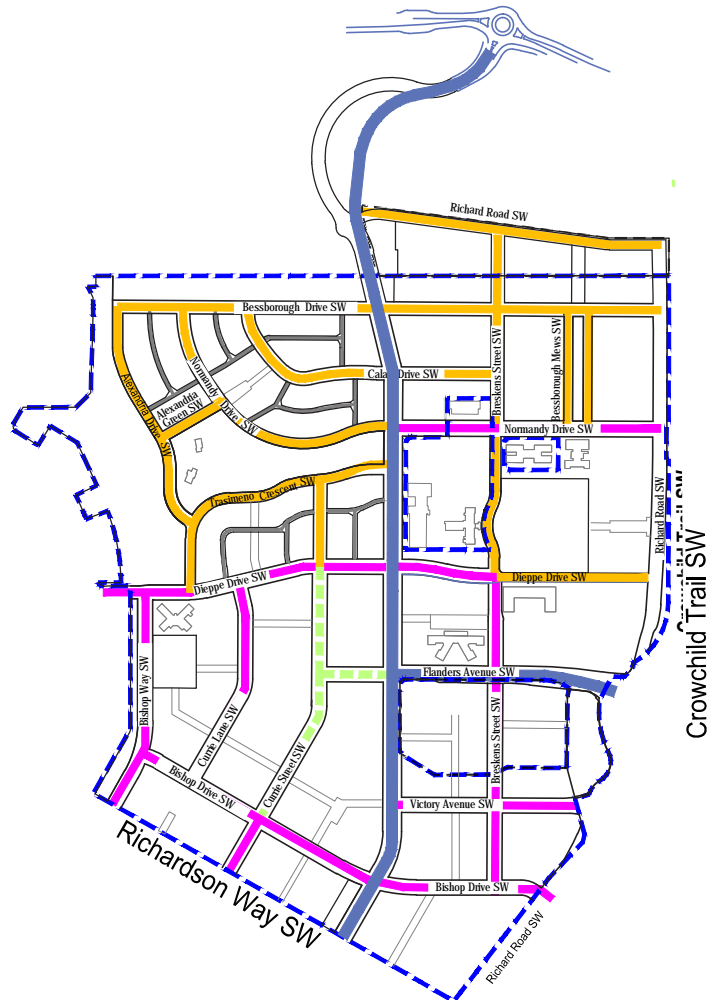 Richard Road SW
Bessborough Drive SW
Calais Drive SW
Breskens Street SW
Bessborough Mews SW
Alexandria Drive SW
Alexandria
Green SW
Normandy Drive SW
Normandy Drive SW
Trasimeno Crescent SW
Richard Road SW
Crowchild Trail SW
Crowchild Trail SW
Dieppe Drive SW
Dieppe Drive SW
Flanders Avenue SW
Bishop Way SW
Currie Lane SW
Currie Street SW
Breskens Street SW
Bishop Drive SW
Victory Avenue SW
Richardson Way SW
Bishop Drive SW
Richard Road SW